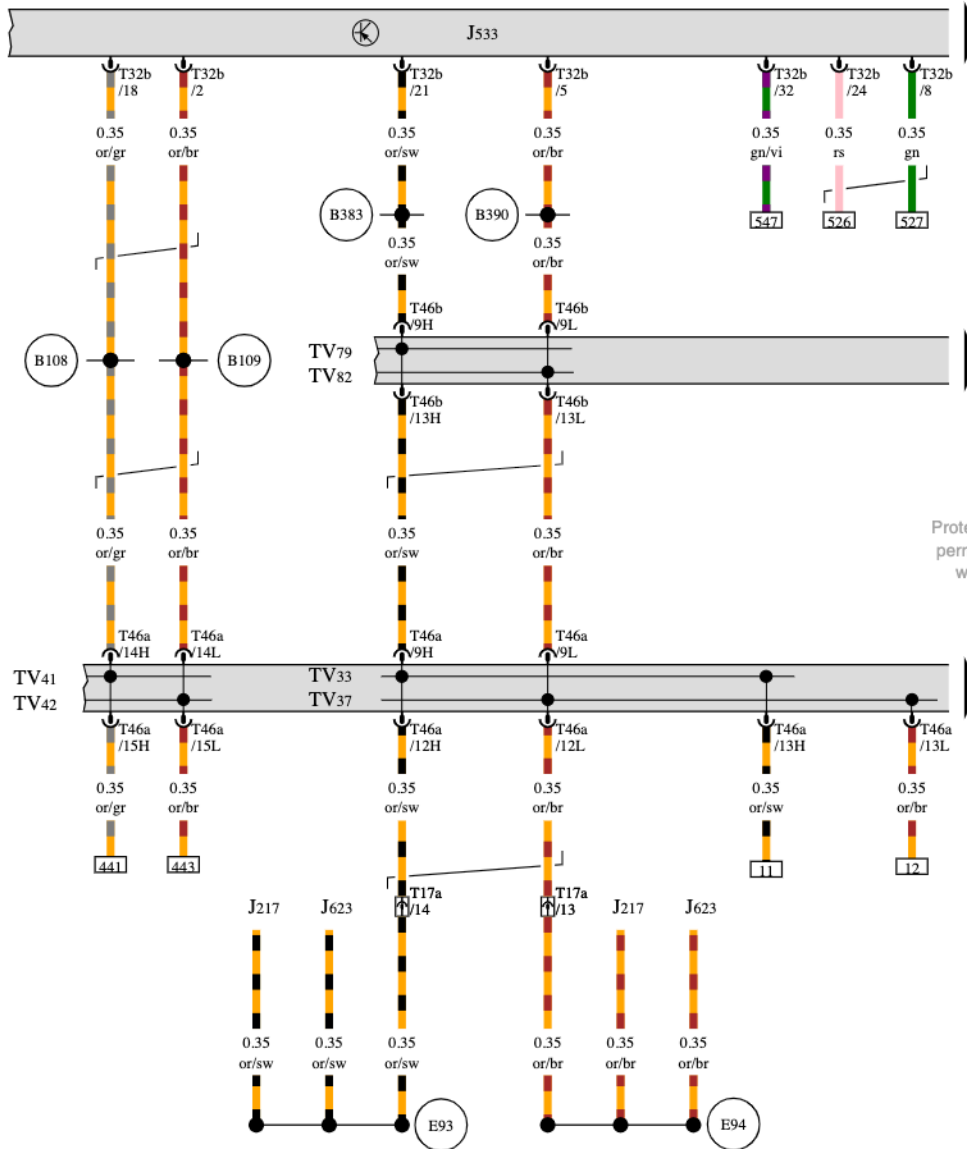 J533
T32b
/18
T32b
/2
T32b
/21
T32b
/5
T32b
/32
T32b
/24
T32b
/8
0.35
or/gr
0.35
or/br
0.35
or/sw
0.35
or/br
0.35
gn/vi
0.35
rs
0.35
gn
B383
B390
547
526
527
0.35
or/sw
0.35
or/br
T46b
/9H
T46b
/9L
B108
B109
TV79
TV82
T46b
/13H
T46b
/13L
0.35
or/gr
0.35
or/br
0.35
or/sw
0.35
or/br
Prote
perr
w
T46a
/14H
T46a
/14L
T46a
/9H
T46a
/9L
TV41
TV42
TV33
TV37
T46a
/15H
T46a
/15L
T46a
/12H
T46a
/12L
T46a
/13H
T46a
/13L
0.35
or/gr
0.35
or/br
0.35
or/sw
0.35
or/br
0.35
or/sw
0.35
or/br
441
443
11
12
J217
J623
T17a
/14
T17a
/13
J217
J623
0.35
or/sw
0.35
or/sw
0.35
or/sw
0.35
or/br
0.35
or/br
0.35
or/br
E93
E94